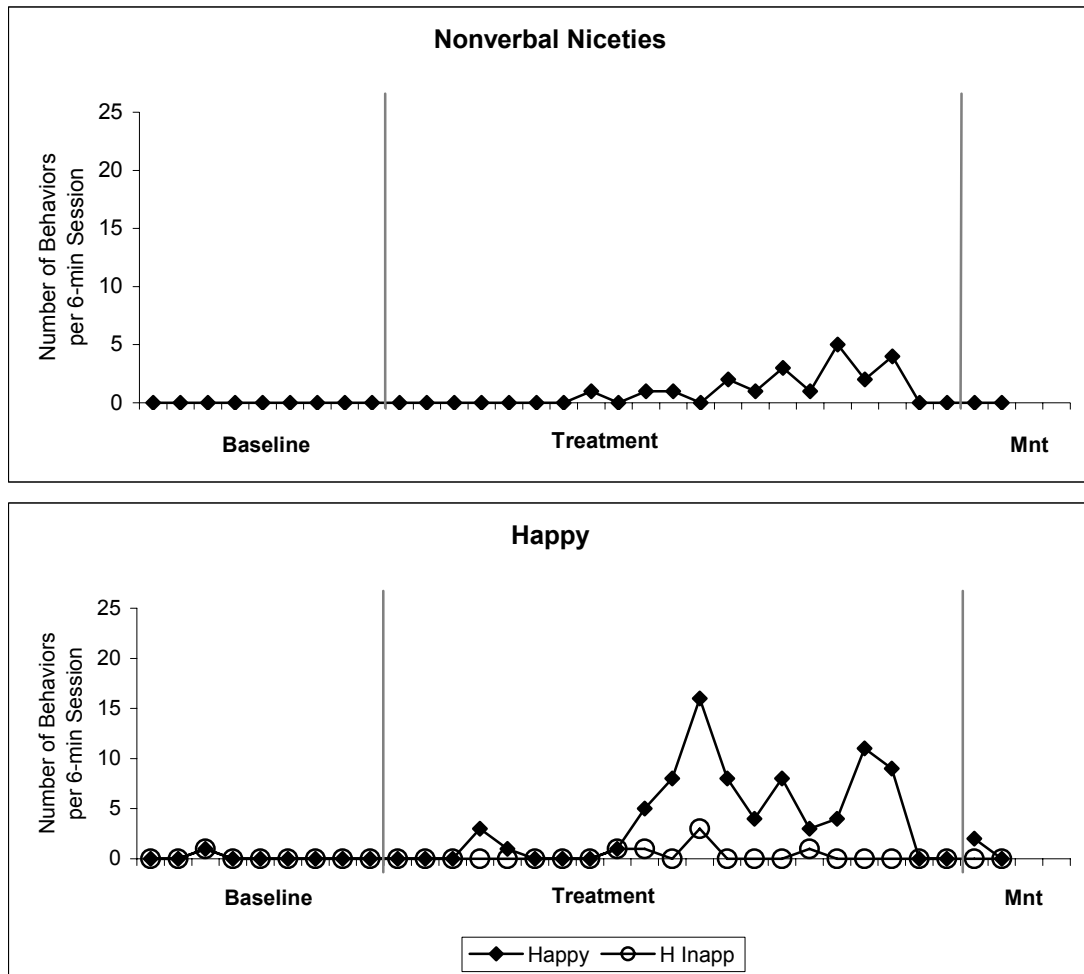 Nonverbal Niceties
Number of Behaviors
per 6-min Session
25
20
15
10
5
0
Baseline
Treatment
Mnt
Happy
Number of Behaviors
per 6-min Session
25
20
15
10
5
0
Baseline
Treatment
Mnt
Happy
H Inapp